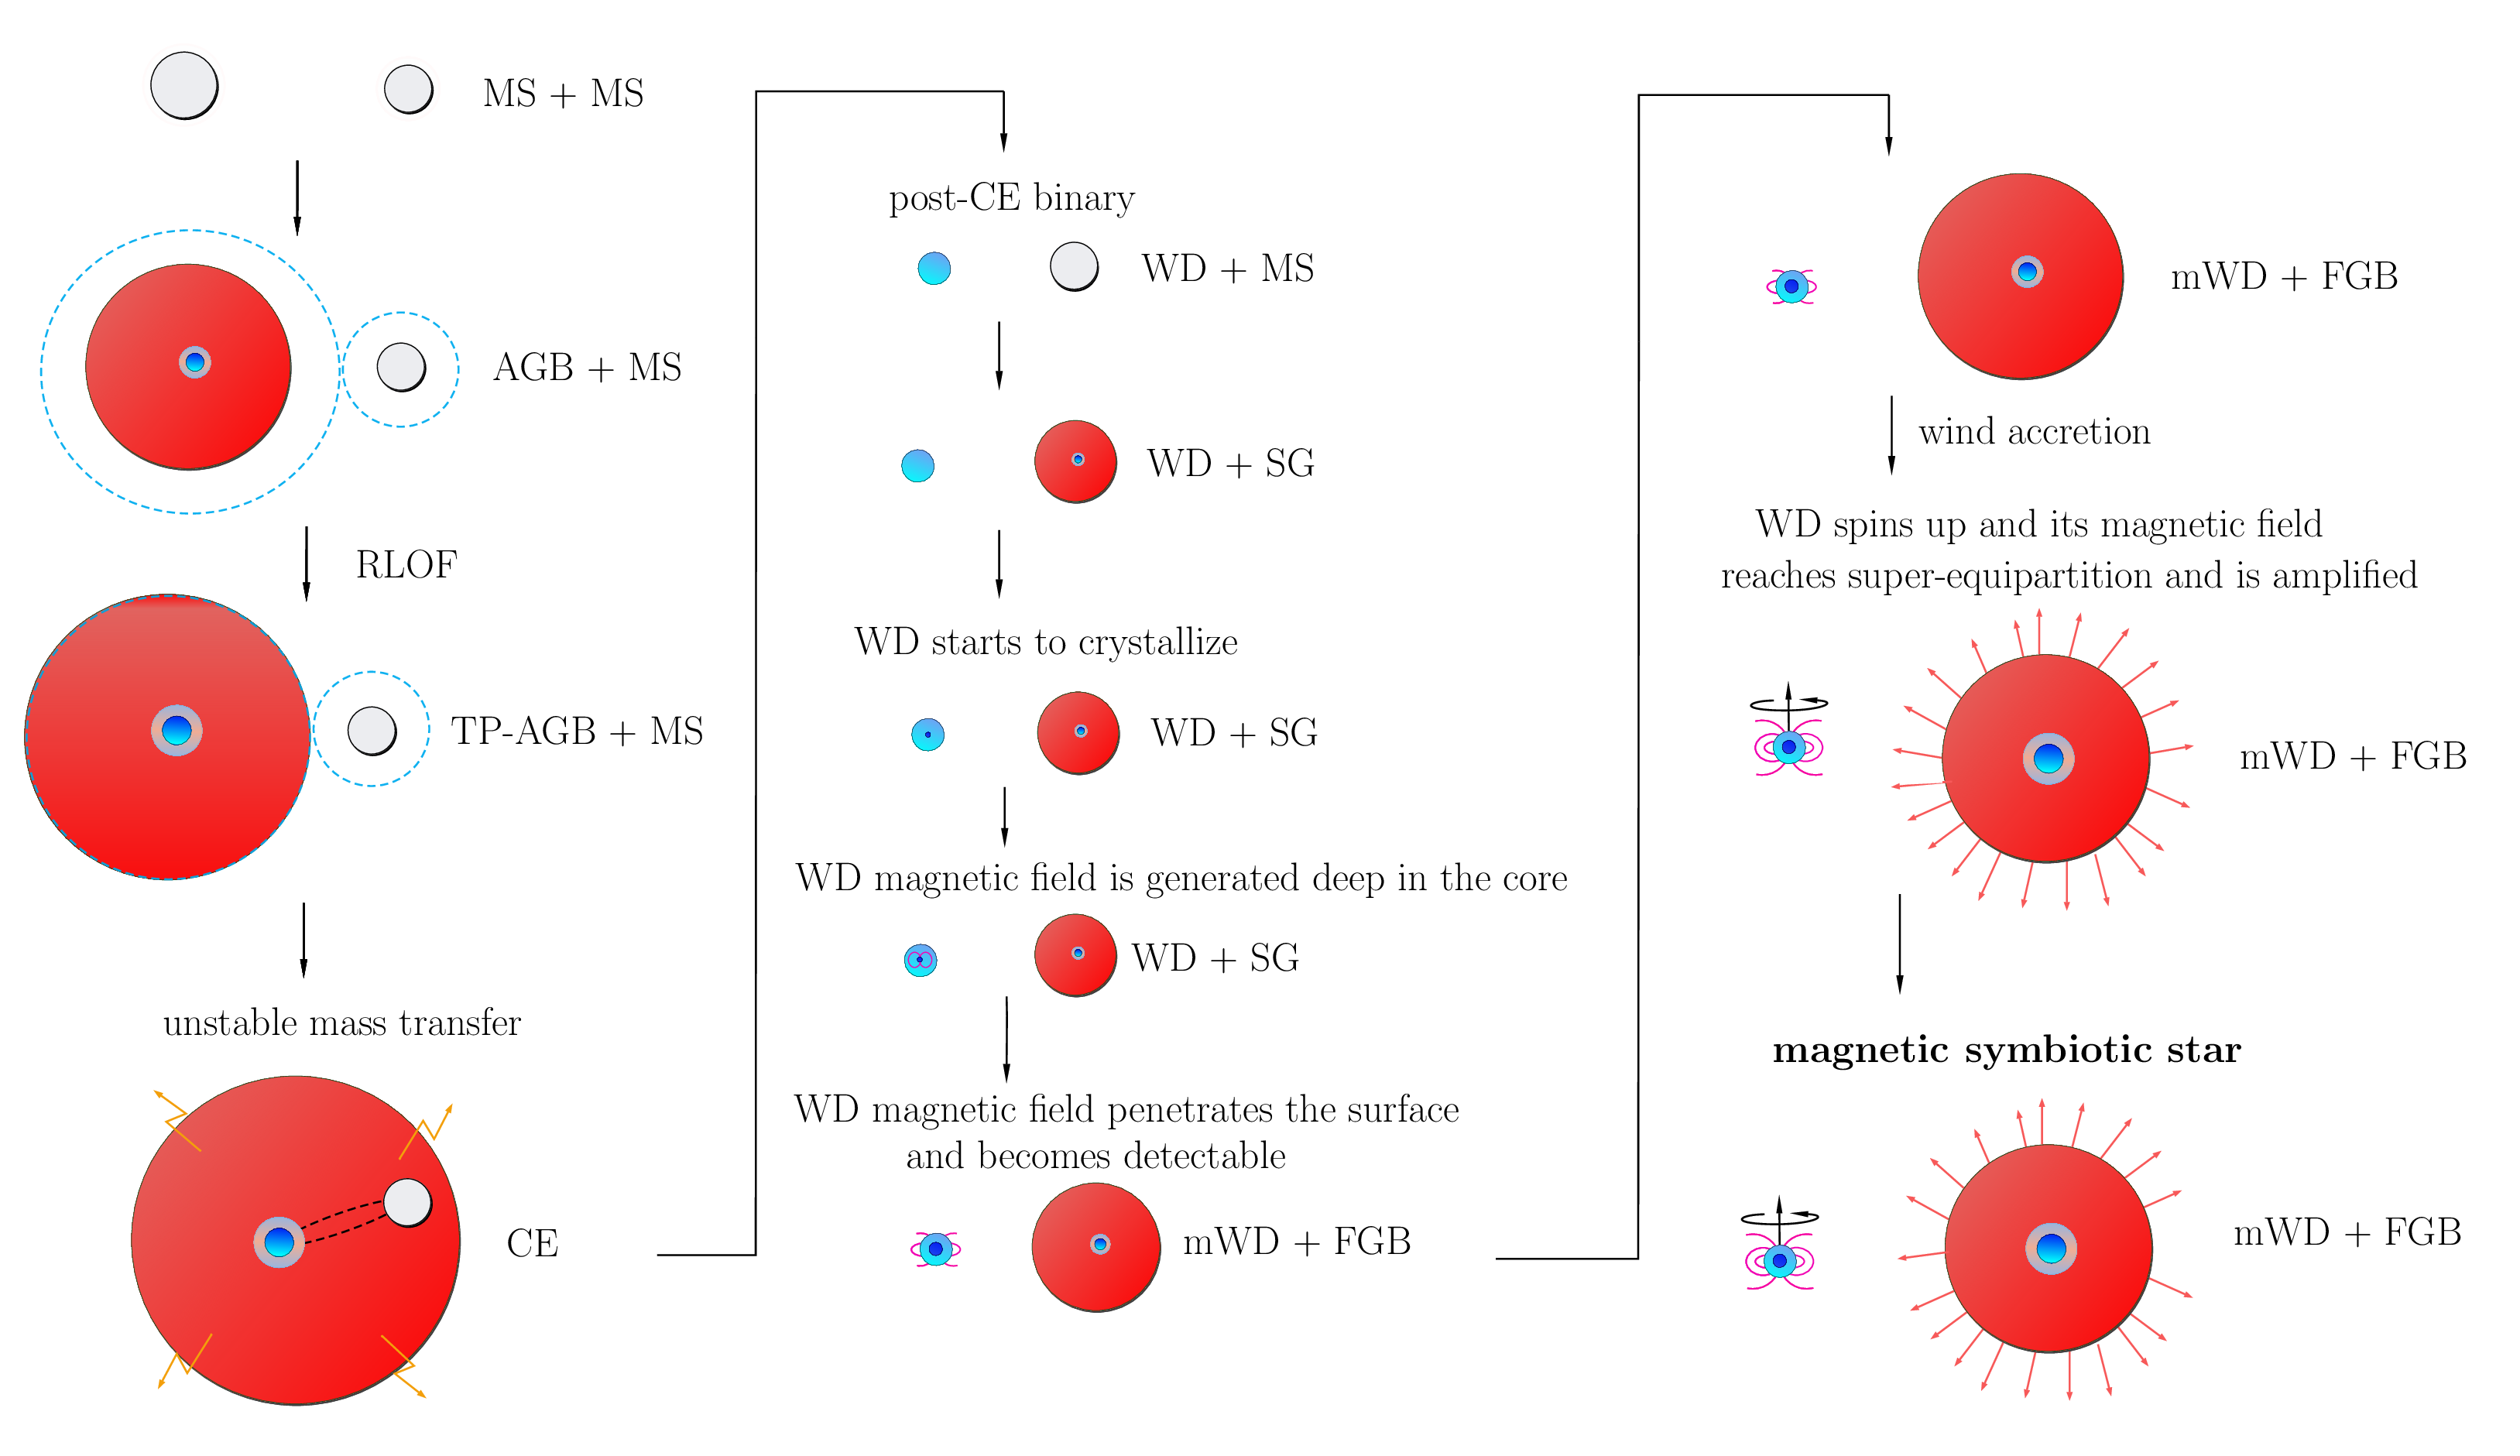 MS + MS
AGB + MS
RLOF
TP-AGB + MS
unstable mass transfer
CE
post-CE binary
WD + MS
WD + SG
WD starts to crystallize
WD + SG
WD magnetic field is generated deep in the core
WD + SG
WD magnetic field penetrates the surface
and becomes detectable
mWD + FGB
mWD + FGB
wind accretion
WD spins up and its magnetic field
reaches super-equipartition and is amplified
mWD + FGB
magnetic symbiotic star
mWD + FGB